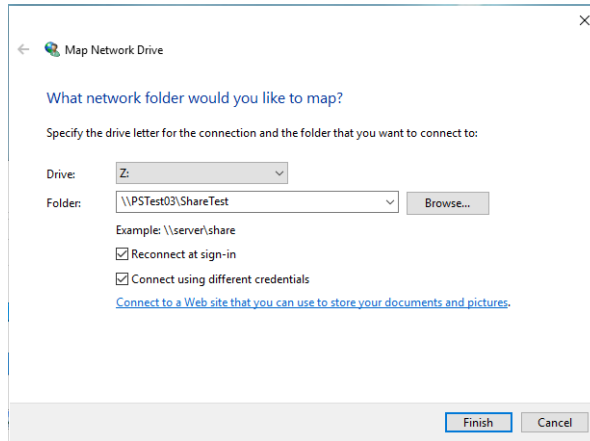 Map Network Drive
What network folder would you like to map?
Specify the drive letter for the connection and the folder that you want to connect to:
Drive: Z:
Folder: \\PSTest03\ShareTest Browse...
Example: \\server\share
Reconnect at sign-in
Connect using different credentials
Connect to a Web site that you can use to store your documents and pictures.
Finish Cancel